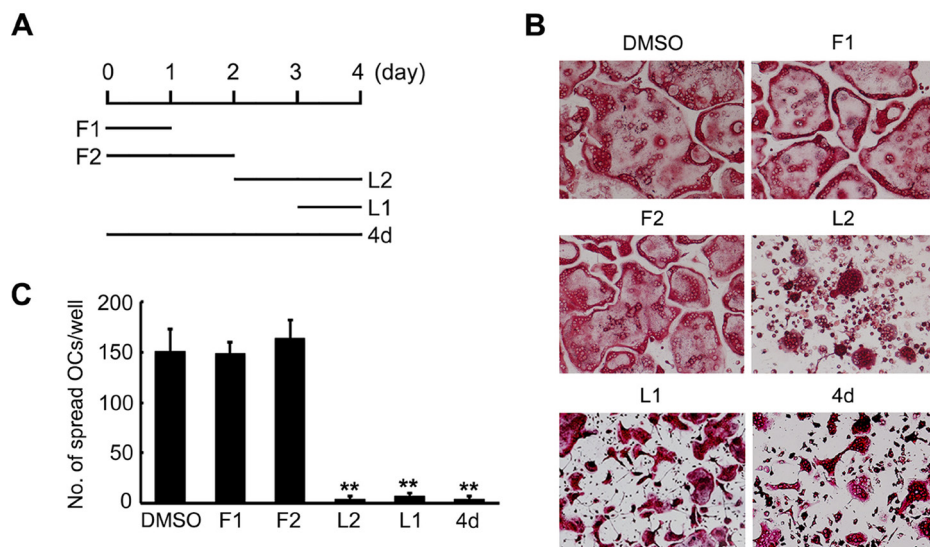 A
0 1 2 3 4 (day)
F1
F2
L2
L1
4d
B
DMSO F1
F2 L2
L1 4d
C
No. of spread OCs/well
200
150
100
50
0
** ** **
DMSO F1 F2 L2 L1 4d